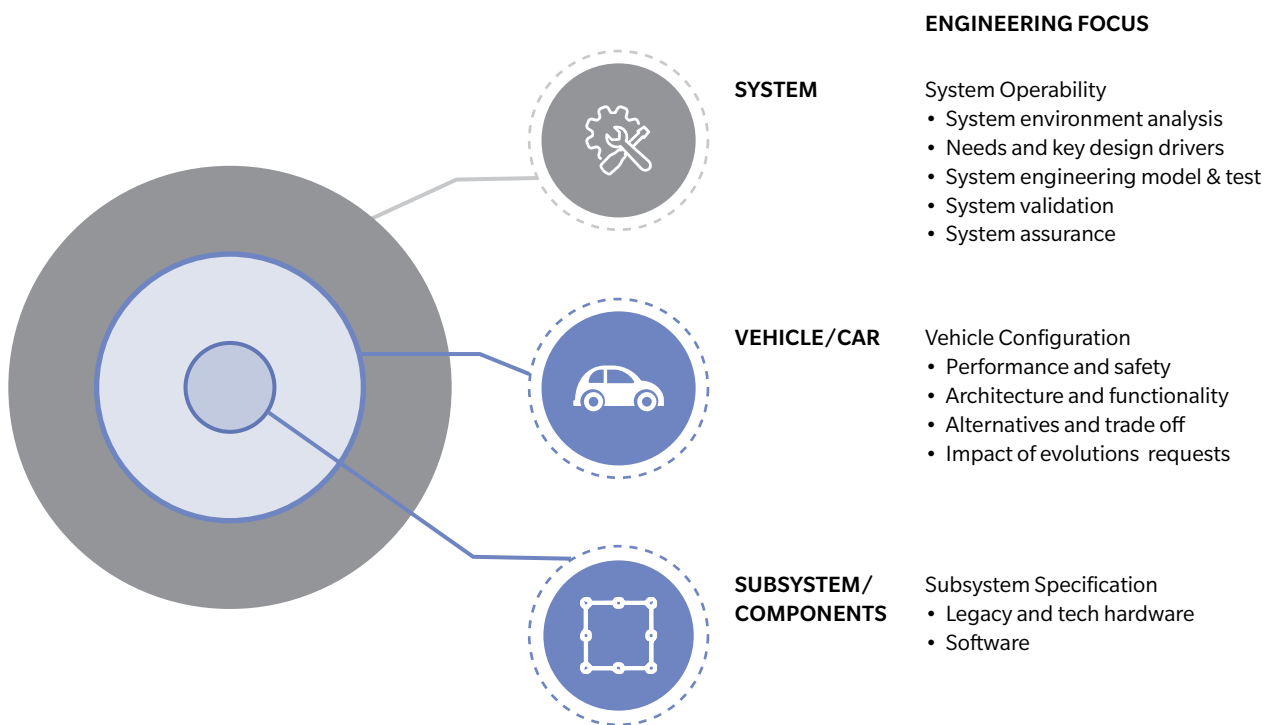 ENGINEERING FOCUS
SYSTEM
System Operability
• System environment analysis
• Needs and key design drivers
• System engineering model & test
• System validation
• System assurance
VEHICLE/CAR
Vehicle Configuration
• Performance and safety
• Architecture and functionality
• Alternatives and trade off
• Impact of evolutions requests
SUBSYSTEM/
COMPONENTS
Subsystem Specification
• Legacy and tech hardware
• Software